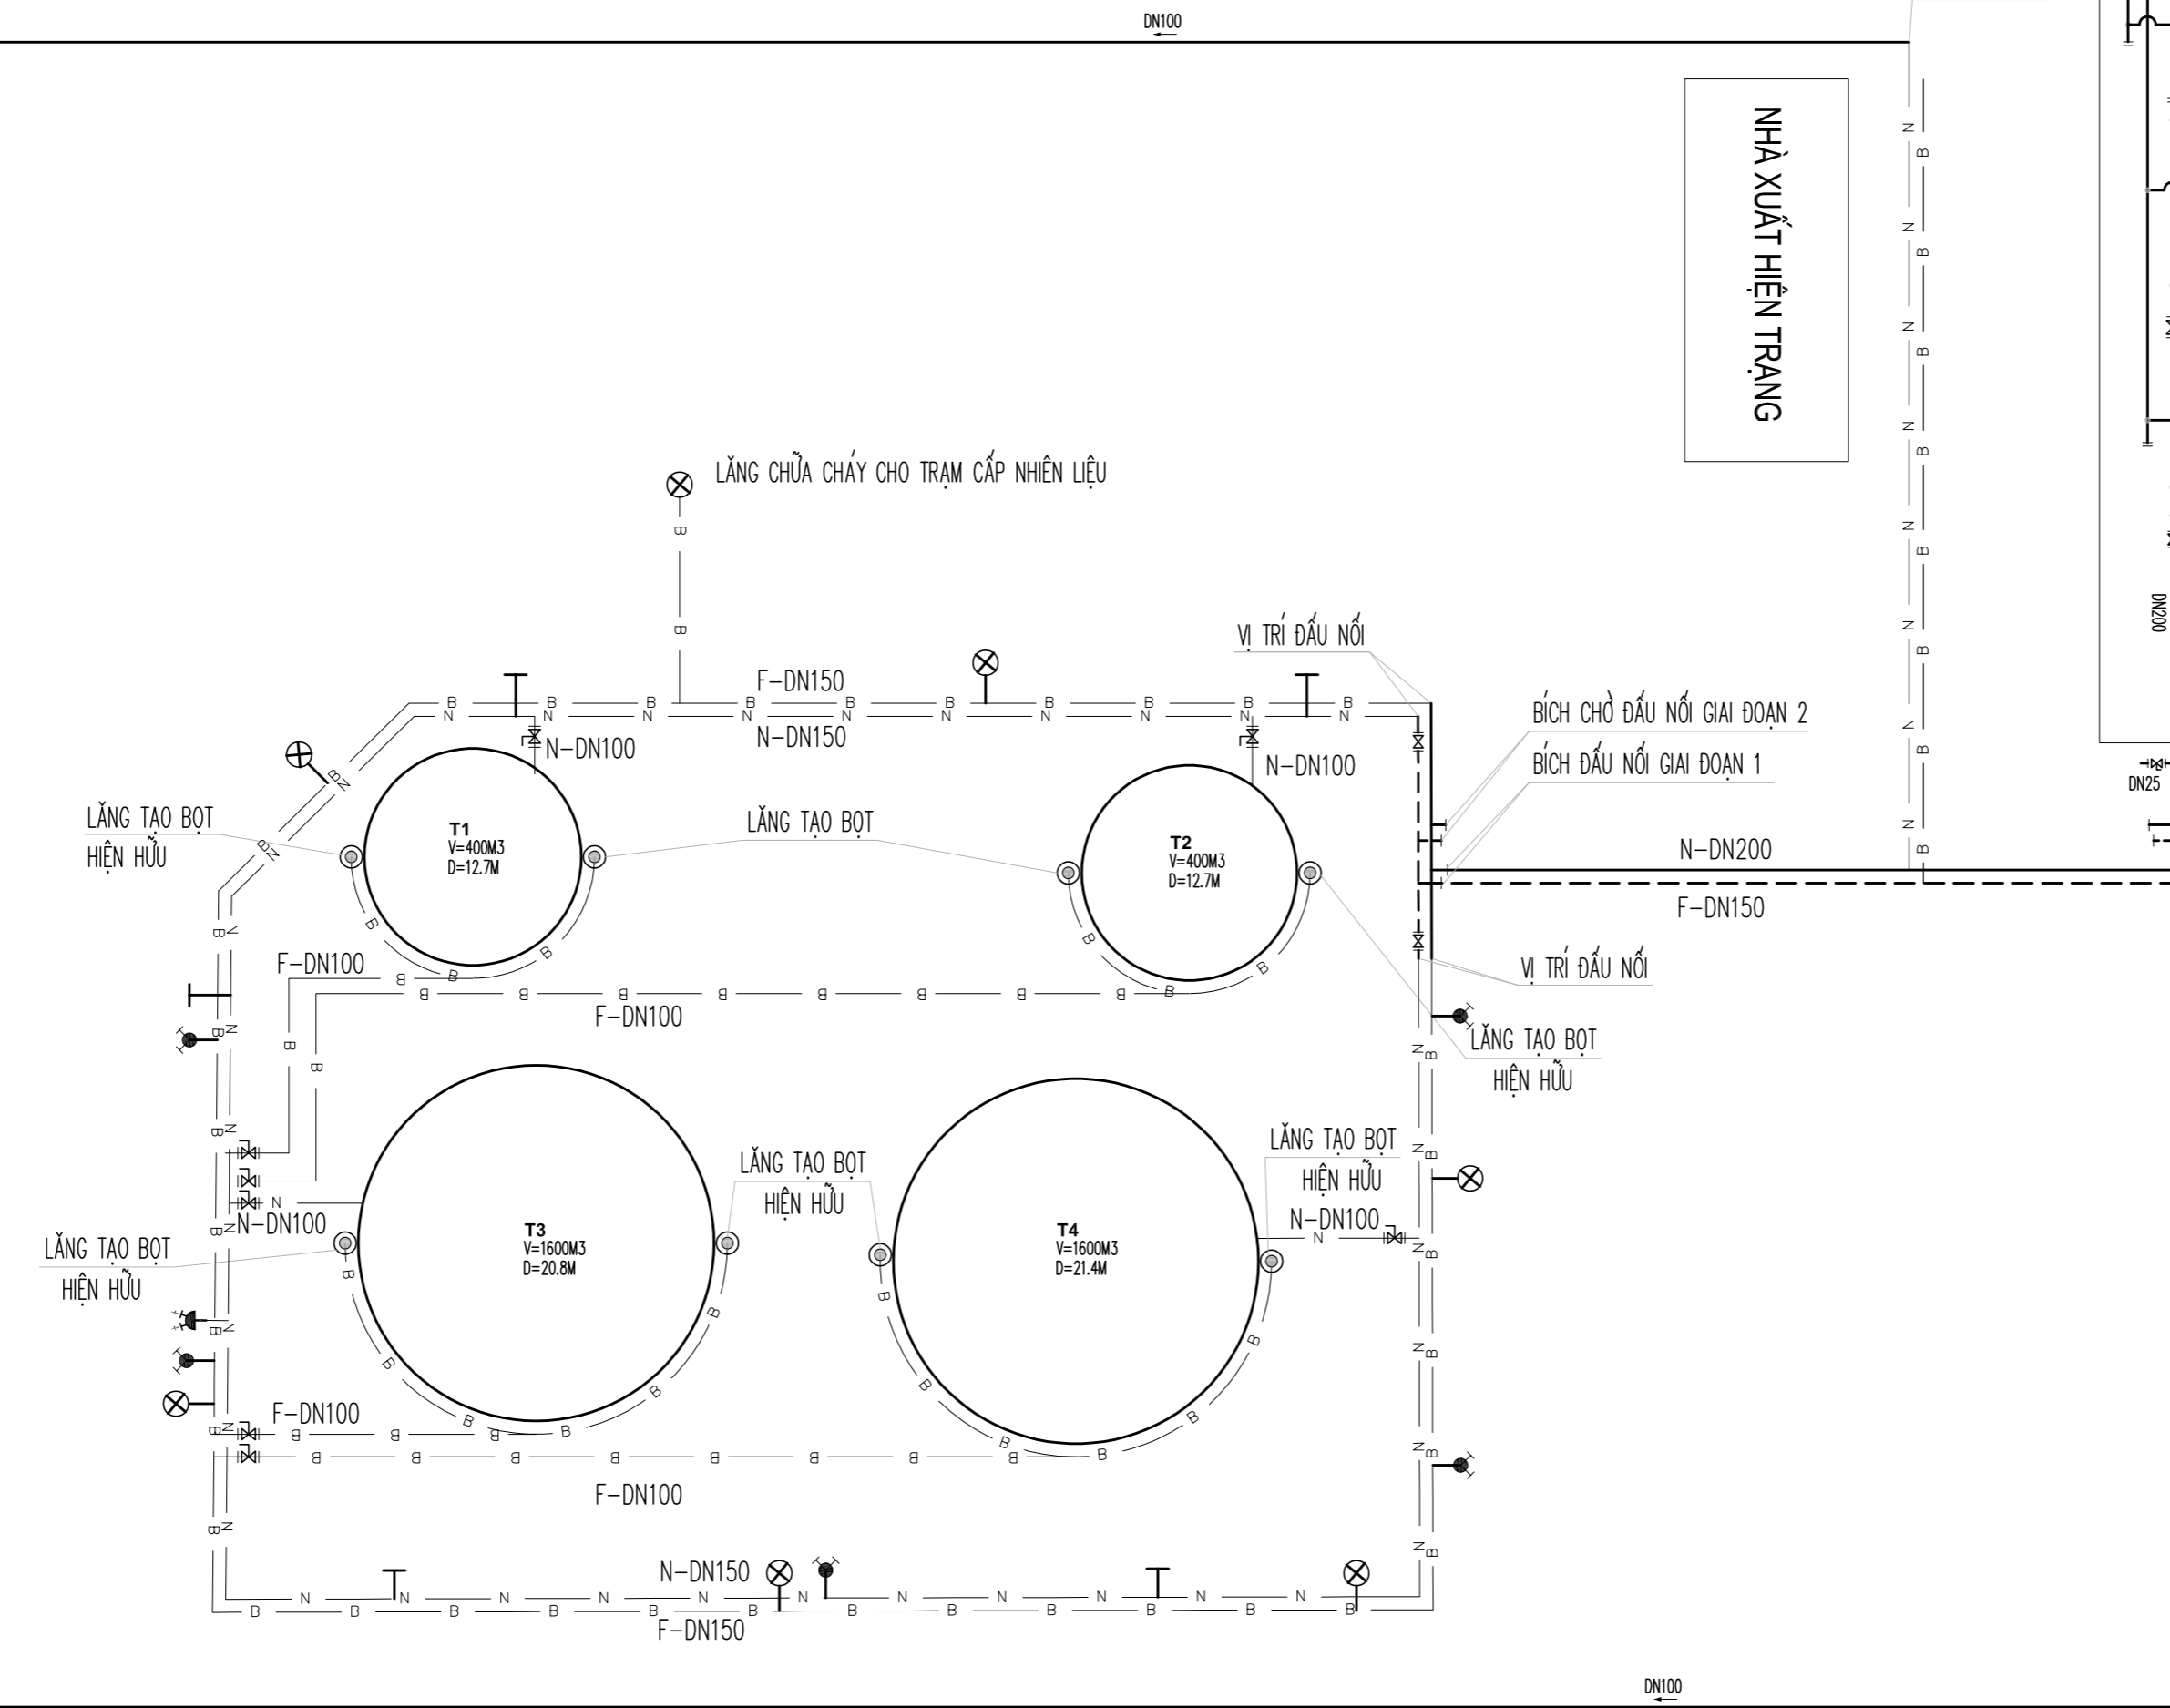 DN100
NHÀ XUẤT HIỆN TRẠNG
LĂNG CHỮA CHÁY CHO TRẠM CẤP NHIÊN LIỆU
DN200
VỊ TRÍ ĐẤU NỐI
F-DN150
N-DN150
N-DN100
N-DN100
BÍCH CHỜ ĐẤU NỐI GIAI ĐOẠN 2
BÍCH ĐẤU NỐI GIAI ĐOẠN 1
DN25
LĂNG TẠO BỌT
HIỆN HỮU
T1
V=400M3
D=12.7M
LĂNG TẠO BỌT
T2
V=400M3
D=12.7M
N-DN200
F-DN150
F-DN100
F-DN100
VỊ TRÍ ĐẤU NỐI
LĂNG TẠO BỌT
HIỆN HỮU
LĂNG TẠO BỌT
HIỆN HỮU
LĂNG TẠO BỌT
HIỆN HỮU
N-DN100
N-DN100
LĂNG TẠO BỌT
HIỆN HỮU
T3
V=1600M3
D=20.8M
T4
V=1600M3
D=21.4M
F-DN100
F-DN100
N-DN150
F-DN150
DN100